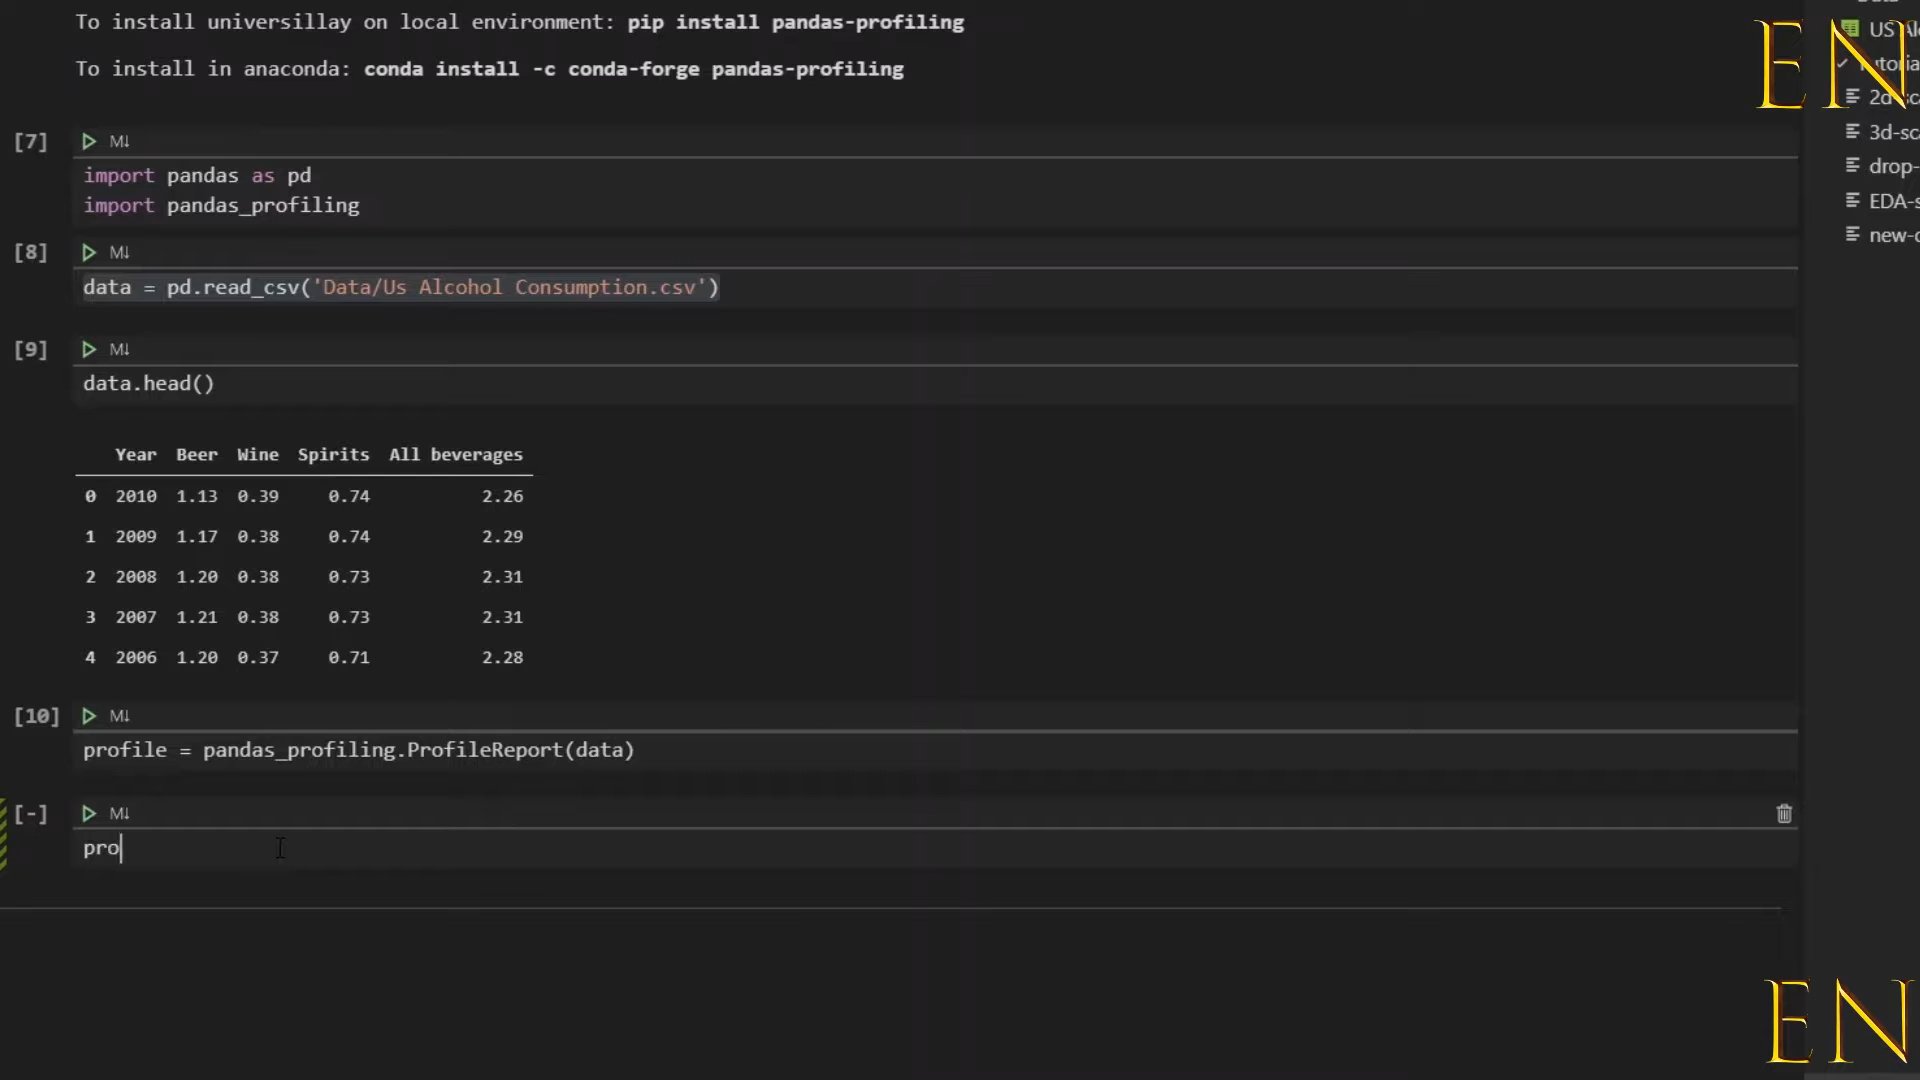 To install universillay on local environment: pip install pandas-profiling
To install in anaconda: conda install -c conda-forge pandas-profiling
[7] M↓
import pandas as pd
import pandas_profiling
[8] M↓
data = pd.read_csv('Data/Us Alcohol Consumption.csv')
[9] M↓
data.head()
Year Beer Wine Spirits All beverages
0 2010 1.13 0.39 0.74 2.26
1 2009 1.17 0.38 0.74 2.29
2 2008 1.20 0.38 0.73 2.31
3 2007 1.21 0.38 0.73 2.31
4 2006 1.20 0.37 0.71 2.28
[10] M↓
profile = pandas_profiling.ProfileReport(data)
[-] M↓
pro
US
EN
drop-
EDA-s
new-
EN